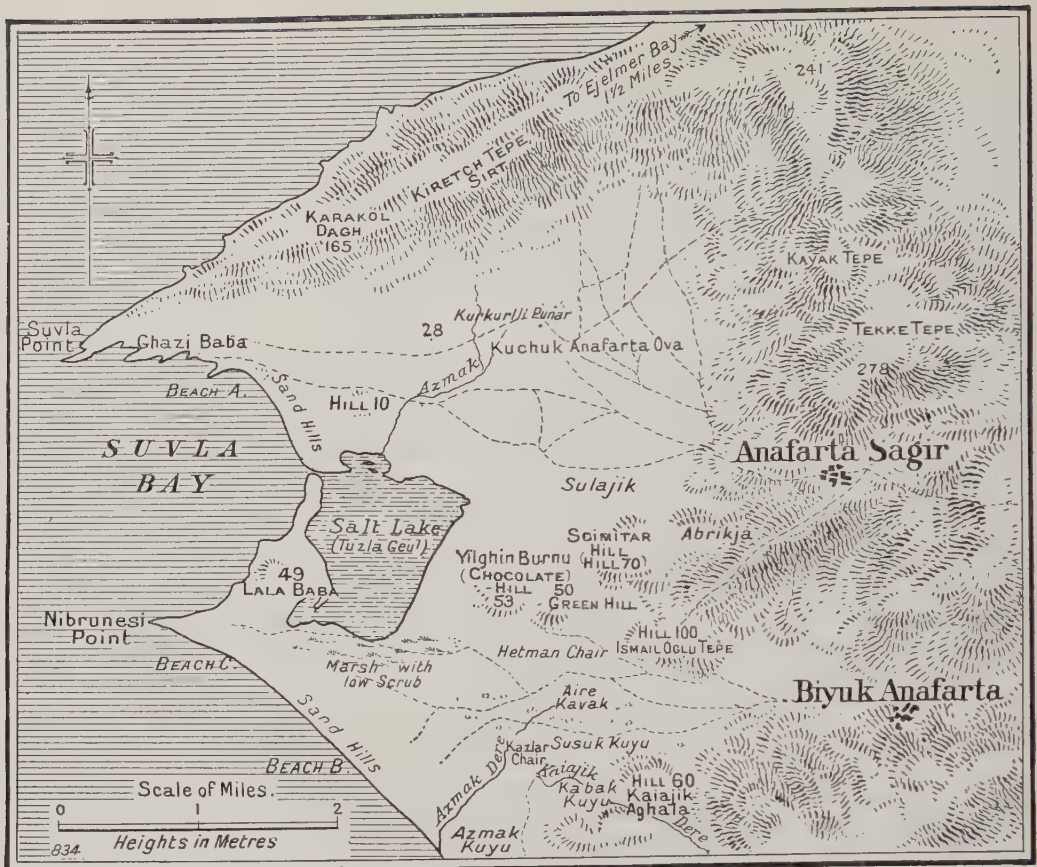 To Ejelmer Bay
1½ Miles
241
KIRETCH TEPE
SIRT
KARAKOL
DAGH
165
KAYAK TEPE
Suvla
Point
Ghazi Baba
28
Kuchuk Anafarta Ova
TEKKE TEPE
278
BEACH A.
Sand Hills
HILL 10
Azmak
SUVLA
BAY
Anafarta Sagir
Sulajik
Salt Lake
(Tuzla Geul)
SCIMITAR
HILL
(HILL 70)
Abrikja
Yilghin Burnu
(CHOCOLATE)
HILL
53
50
GREEN HILL
49
LALA BABA
Nibrunesi
Point
HILL 100
ISMAIL OGLU TEPE
Hetman Chair
BEACH C.
Marsh with
low Scrub
Biyuk Anafarta
Aire
Kavak
Sand Hills
Kazlar
Chair
Susuk Kuyu
BEACH B.
Azmak Dere
Kaiajik
Kabak
Kuyu
HILL 60
Kaiajik
Aghala
Dere
Azmak
Kuyu
Scale of Miles.
0 1 2
Heights in Metres
834